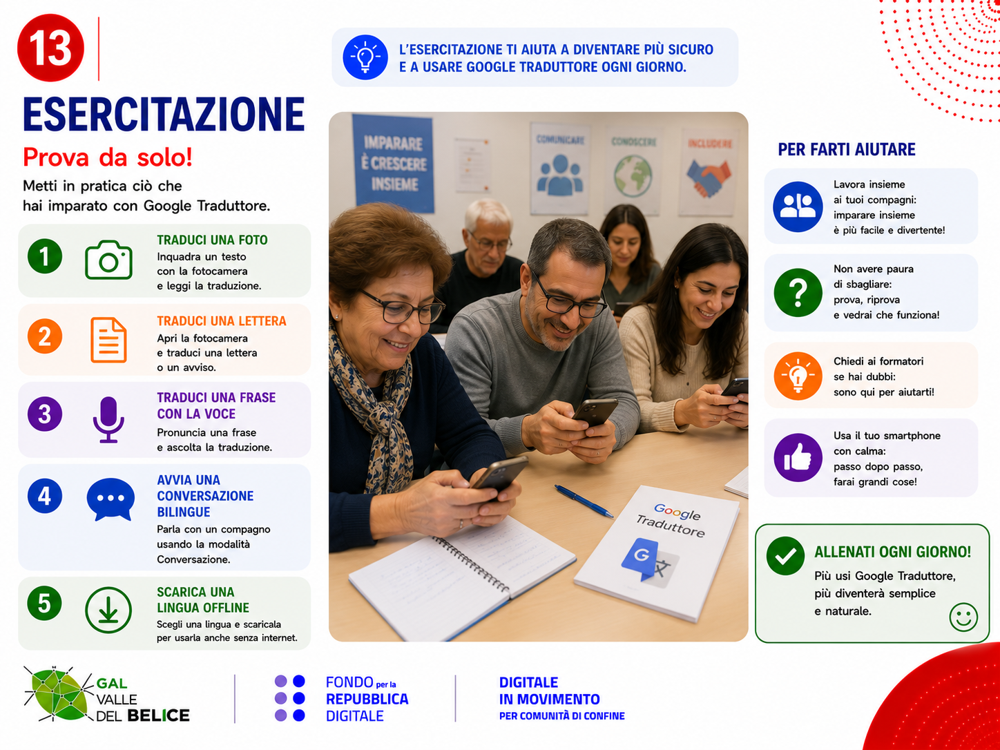 13
ESERCITAZIONE
Prova da solo!
Metti in pratica ciò che
hai imparato con Google Traduttore.
1
TRADUCI UNA FOTO
Inquadra un testo
con la fotocamera
e leggi la traduzione.
2
TRADUCI UNA LETTERA
Apri la fotocamera
e traduci una lettera
o un avviso.
3
TRADUCI UNA FRASE
CON LA VOCE
Pronuncia una frase
e ascolta la traduzione.
4
AVVIA UNA
CONVERSAZIONE
BILINGUE
Parla con un compagno
usando la modalità
Conversazione.
5
SCARICA UNA
LINGUA OFFLINE
Scegli una lingua e scaricala
per usarla anche senza internet.
L'ESERCITAZIONE TI AIUTA A DIVENTARE PIÙ SICURO
E A USARE GOOGLE TRADUTTORE OGNI GIORNO.
IMPARARE
È CRESCERE
INSIEME
COMUNICARE
CONOSCERE
INCLUDERE
Google
Traduttore
G
PER FARTI AIUTARE
Lavora insieme
ai tuoi compagni:
imparare insieme
è più facile e divertente!
?
Non avere paura
di sbagliare:
prova, riprova
e vedrai che funziona!
Chiedi ai formatori
se hai dubbi:
sono qui per aiutarti!
Usa il tuo smartphone
con calma:
passo dopo passo,
farai grandi cose!
ALLENATI OGNI GIORNO!
Più usi Google Traduttore,
più diventerà semplice
e naturale.
GAL
VALLE
DEL BELICE
FONDO per la
REPUBBLICA
DIGITALE
DIGITALE
IN MOVIMENTO
PER COMUNITÀ DI CONFINE